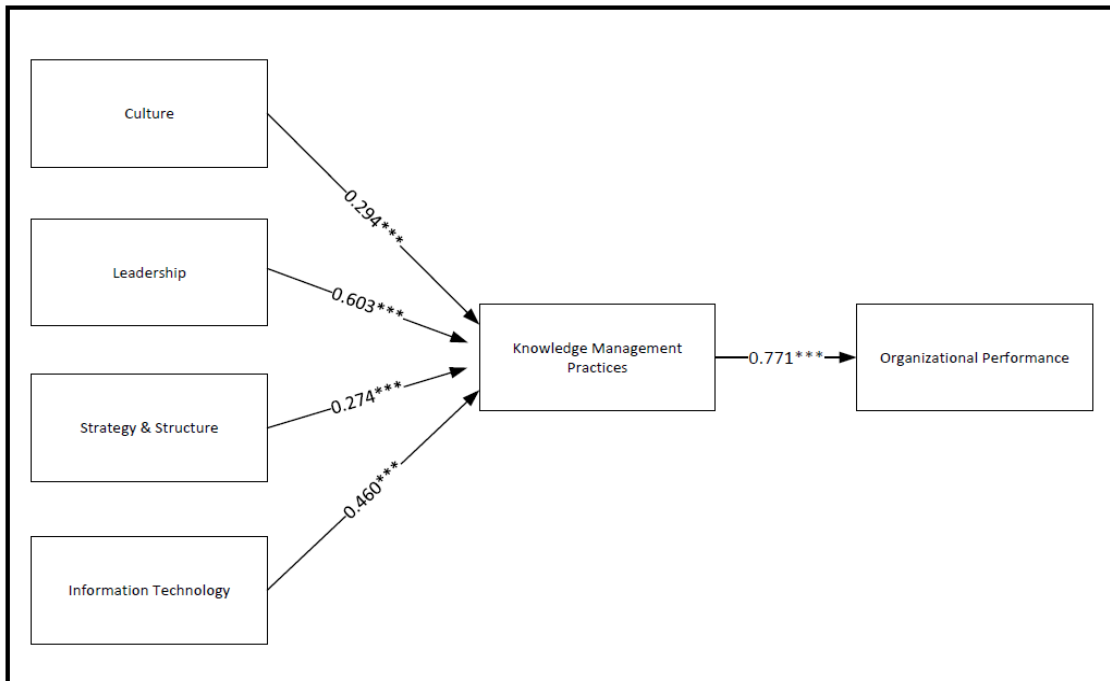 Culture
0.294***
Leadership
0.603***
Knowledge Management
Practices
0.771***
Organizational Performance
Strategy & Structure
0.274***
0.460***
Information Technology